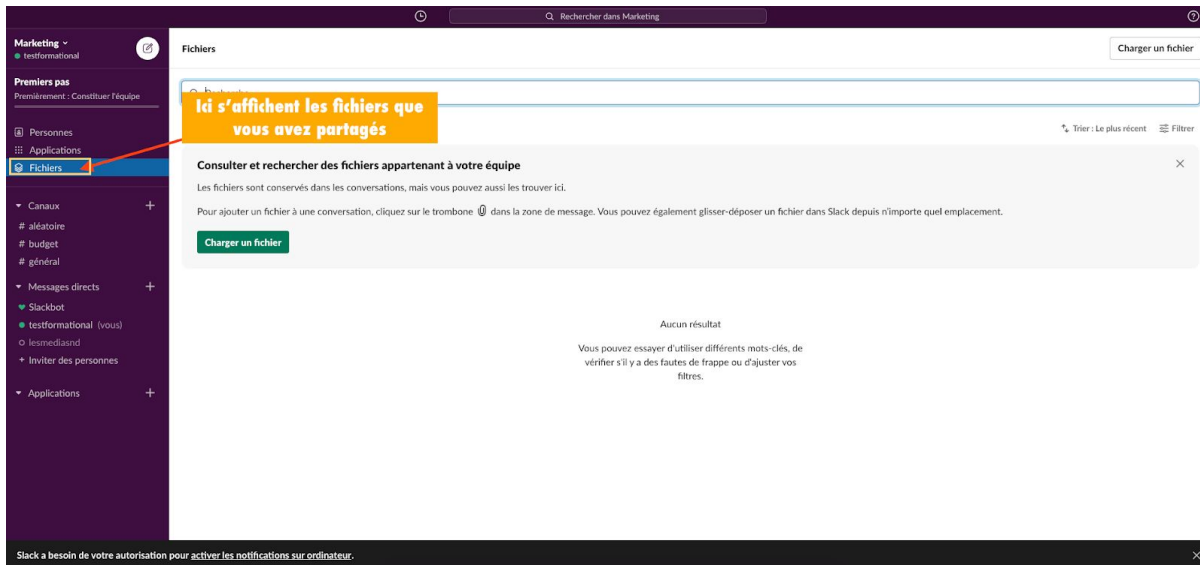 Rechercher dans Marketing
Marketing
testformational
Premiers pas
Premièrement : Constituer l'équipe
Personnes
Applications
Fichiers
Canaux
# aléatoire
# budget
# général
Messages directs
Slackbot
testformational (vous)
lesmediasnd
+ Inviter des personnes
Applications
Fichiers
Charger un fichier
Ici s'affichent les fichiers que
vous avez partagés
Trier : Le plus récent
Filtrer
Consulter et rechercher des fichiers appartenant à votre équipe
Les fichiers sont conservés dans les conversations, mais vous pouvez aussi les trouver ici.
Pour ajouter un fichier à une conversation, cliquez sur le trombone dans la zone de message. Vous pouvez également glisser-déposer un fichier dans Slack depuis n'importe quel emplacement.
Charger un fichier
Aucun résultat
Vous pouvez essayer d'utiliser différents mots-clés, de
vérifier s'il y a des fautes de frappe ou d'ajuster vos
filtres.
Slack a besoin de votre autorisation pour activer les notifications sur ordinateur.